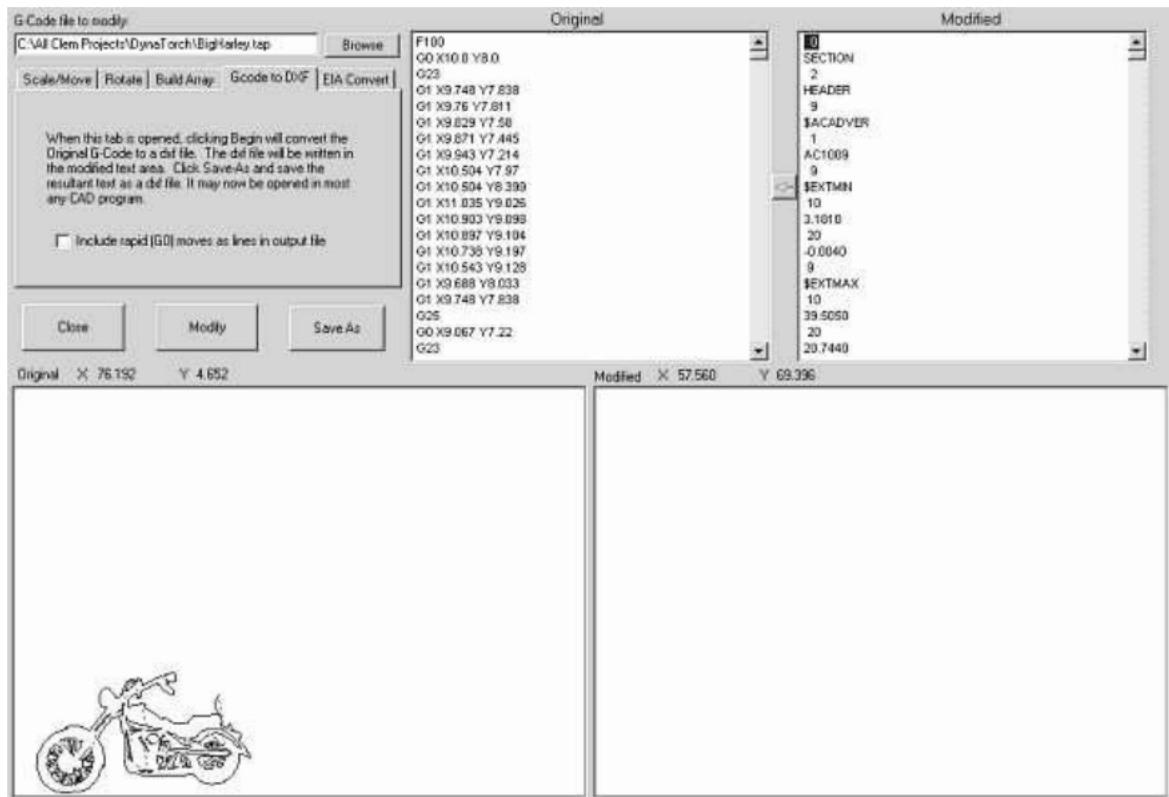 G-Code file to modify:
C:\All Clem Projects\DynaTorch\BigHarley.tap
Browse
Scale/Move
Rotate
Build Array
Gcode to DXF
EIA Convert
When this tab is opened, clicking Begin will convert the
Original G-Code to a dxf file. The dxf file will be written in
the modified text area. Click Save-As and save the
resultant text as a dxf file. It may now be opened in most
any CAD program.
Include rapid (G0) moves as lines in output file
Close
Modify
Save As
Original
F100
G0 X10.0 Y8.0
G23
G1 X9.748 Y7.838
G1 X9.76 Y7.811
G1 X9.829 Y7.58
G1 X9.871 Y7.445
G1 X9.943 Y7.214
G1 X10.504 Y7.97
G1 X10.504 Y8.399
G1 X11.035 Y9.026
G1 X10.903 Y9.098
G1 X10.897 Y9.104
G1 X10.738 Y9.197
G1 X10.543 Y9.128
G1 X9.688 Y8.033
G1 X9.748 Y7.838
G25
G0 X9.067 Y7.22
G23
Modified
0
SECTION
2
HEADER
9
$ACADVER
1
AC1009
9
$EXTMIN
10
3.1810
20
-0.0840
9
$EXTMAX
10
39.5050
20
20.7440
Original X 76.192 Y 4.652
Modified X 57.560 Y 69.396